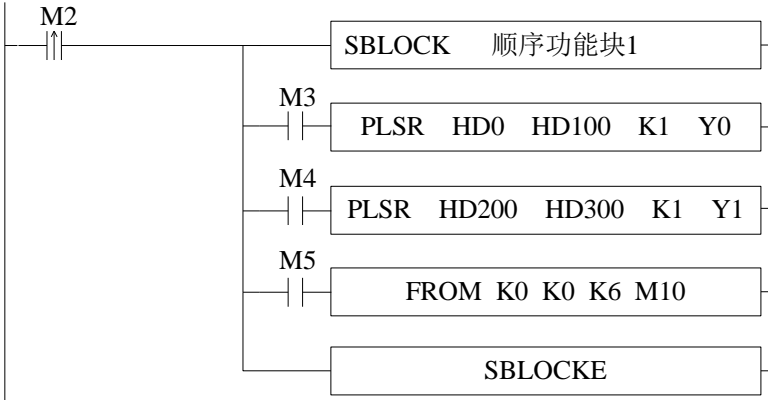 M2
SBLOCK 顺序功能块1
M3
PLSR HD0 HD100 K1 Y0
M4
PLSR HD200 HD300 K1 Y1
M5
FROM K0 K0 K6 M10
SBLOCKE